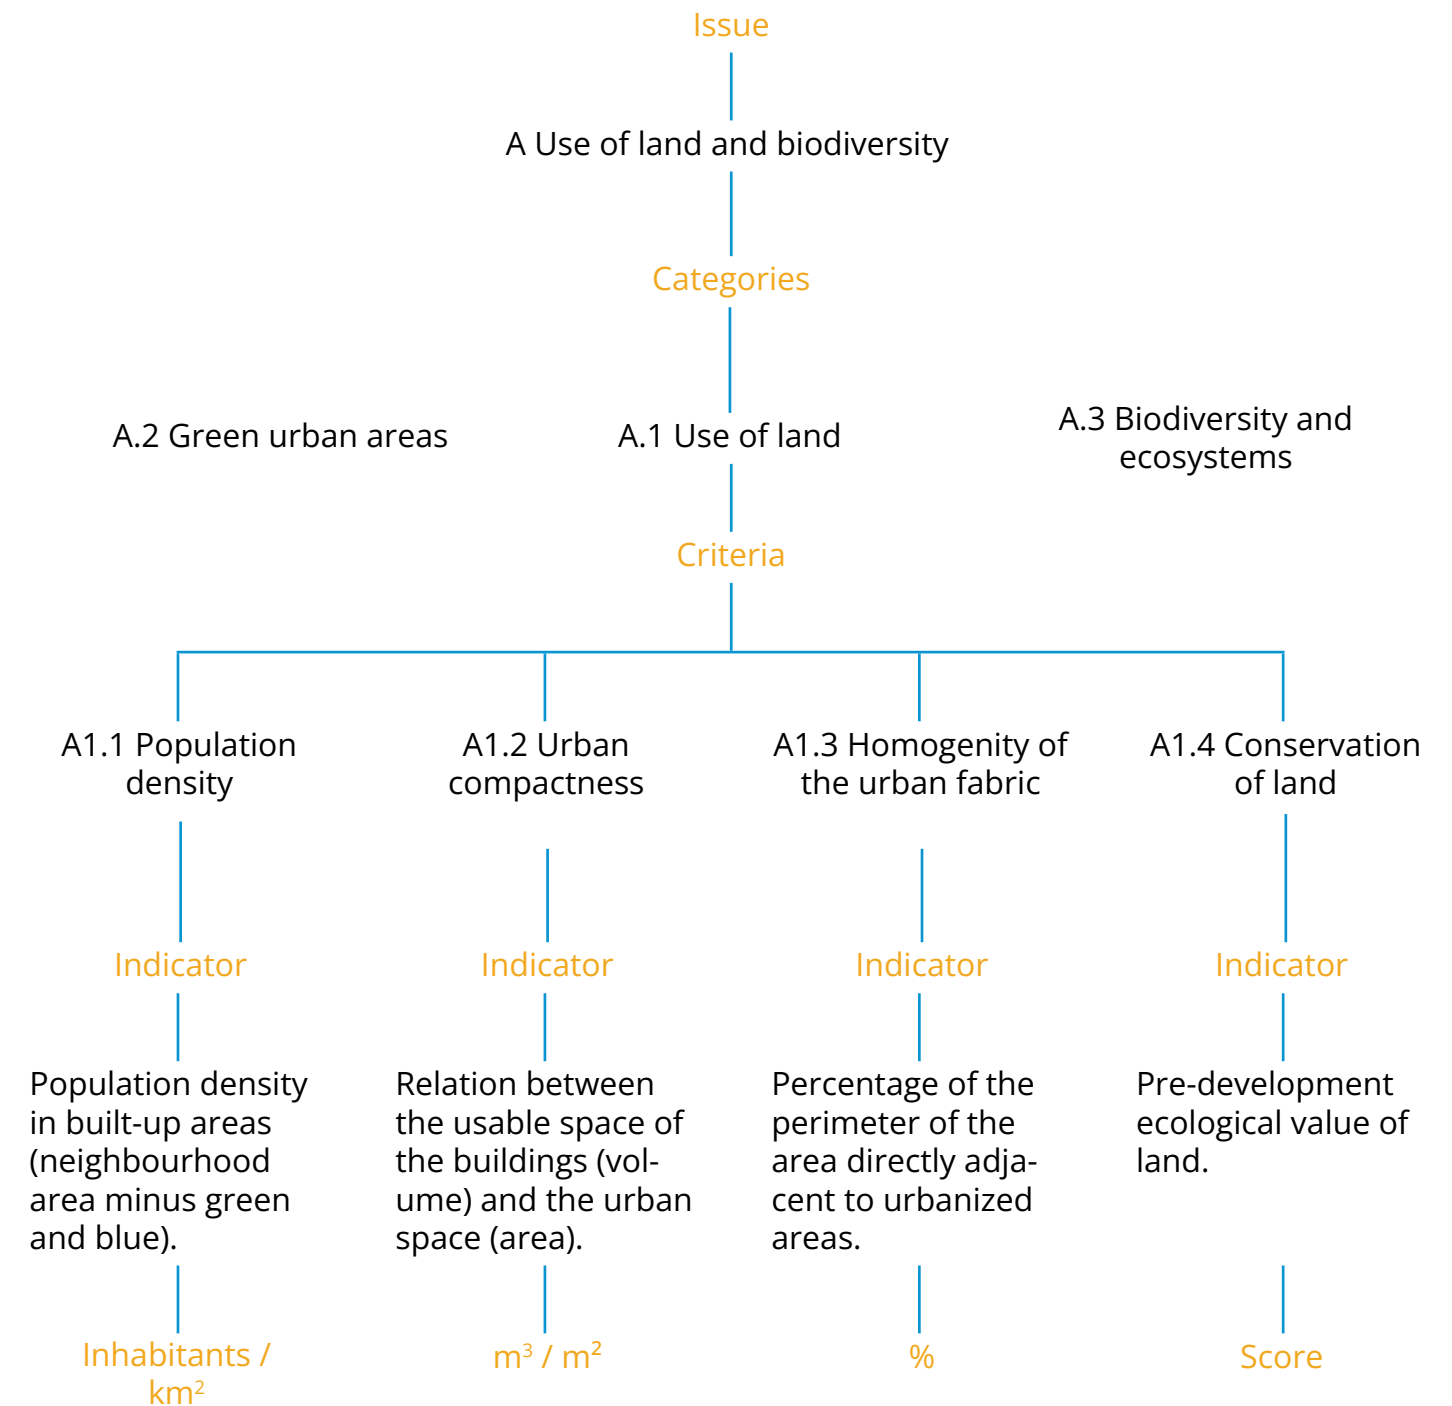 Issue
A Use of land and biodiversity
Categories
A.2 Green urban areas
A.1 Use of land
A.3 Biodiversity and
ecosystems
Criteria
A1.1 Population
density
A1.2 Urban
compactness
A1.3 Homogenity of
the urban fabric
A1.4 Conservation
of land
Indicator
Indicator
Indicator
Indicator
Population density
in built-up areas
(neighbourhood
area minus green
and blue).
Relation between
the usable space of
the buildings (vol-
ume) and the urban
space (area).
Percentage of the
perimeter of the
area directly adja-
cent to urbanized
areas.
Pre-development
ecological value of
land.
Inhabitants /
km²
m³ / m²
%
Score